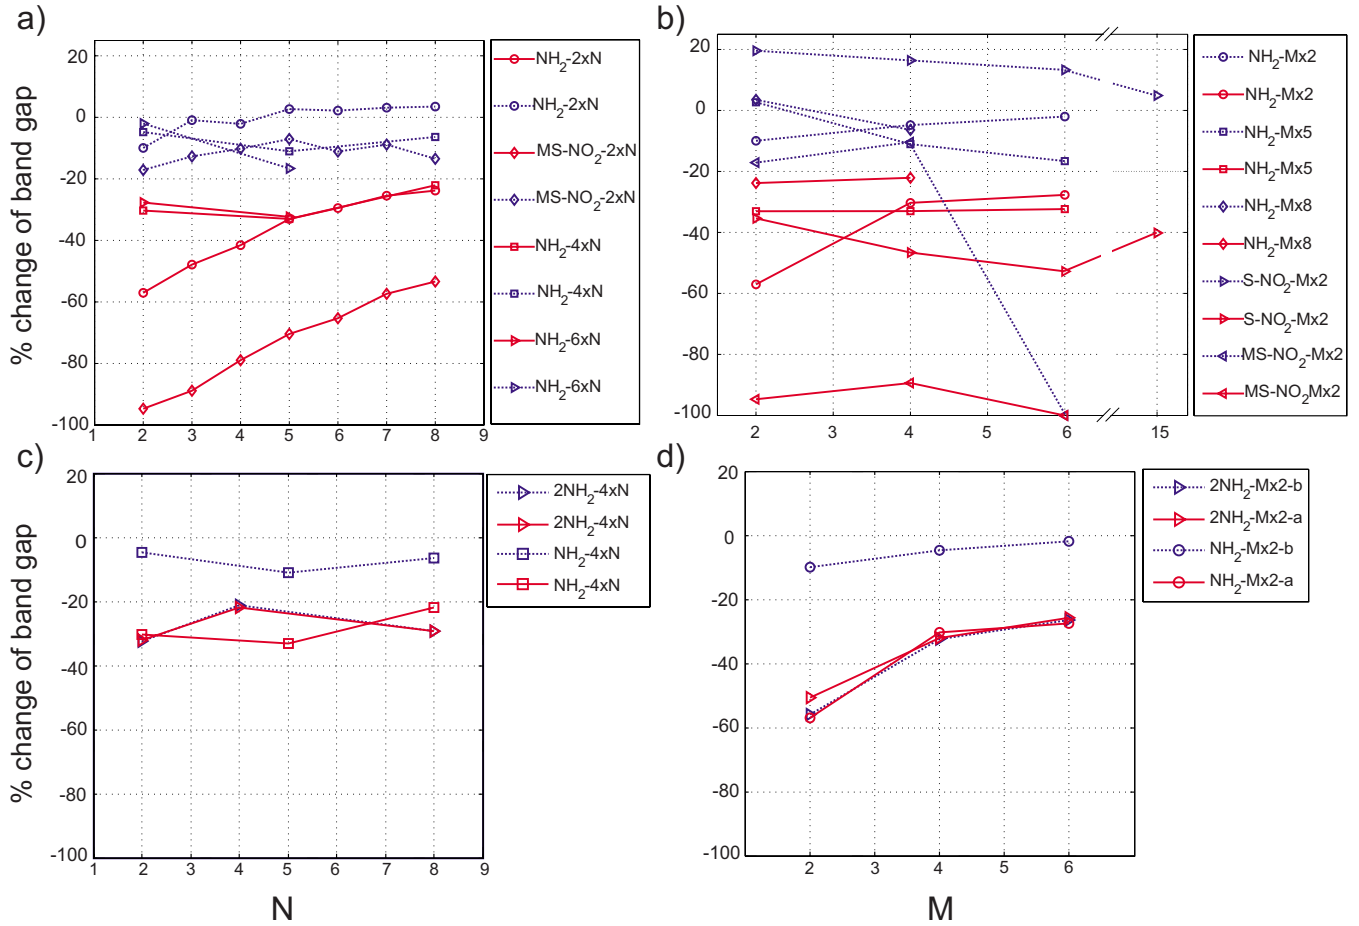 a)
% change of band gap
20
0
-20
-40
-60
-80
-100
1 2 3 4 5 6 7 8 9
NH2-2xN
NH2-2xN
MS-NO2-2xN
MS-NO2-2xN
NH2-4xN
NH2-4xN
NH2-6xN
NH2-6xN
b)
20
0
-20
-40
-60
-80
-100
2 3 4 5 6 15
NH2-Mx2
NH2-Mx2
NH2-Mx5
NH2-Mx5
NH2-Mx8
NH2-Mx8
S-NO2-Mx2
S-NO2-Mx2
MS-NO2-Mx2
MS-NO2Mx2
c)
% change of band gap
20
0
-20
-40
-60
-80
-100
1 2 3 4 5 6 7 8 9
N
2NH2-4xN
2NH2-4xN
NH2-4xN
NH2-4xN
d)
20
0
-20
-40
-60
-80
-100
2 3 4 5 6
M
2NH2-Mx2-b
2NH2-Mx2-a
NH2-Mx2-b
NH2-Mx2-a